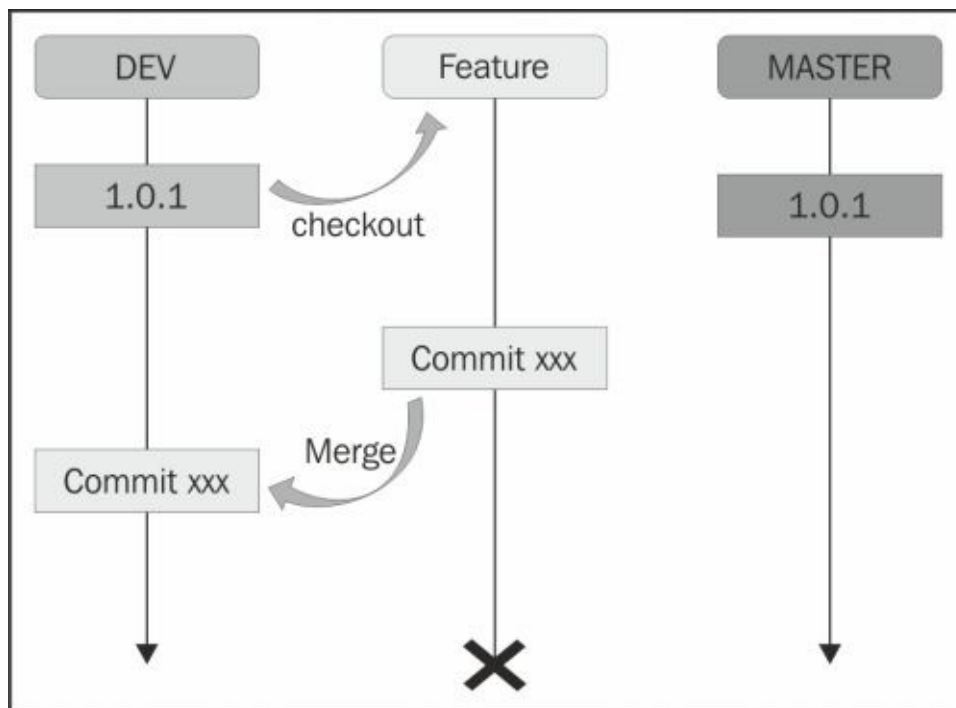 DEV
Feature
MASTER
1.0.1
checkout
1.0.1
Commit xxx
Merge
Commit xxx